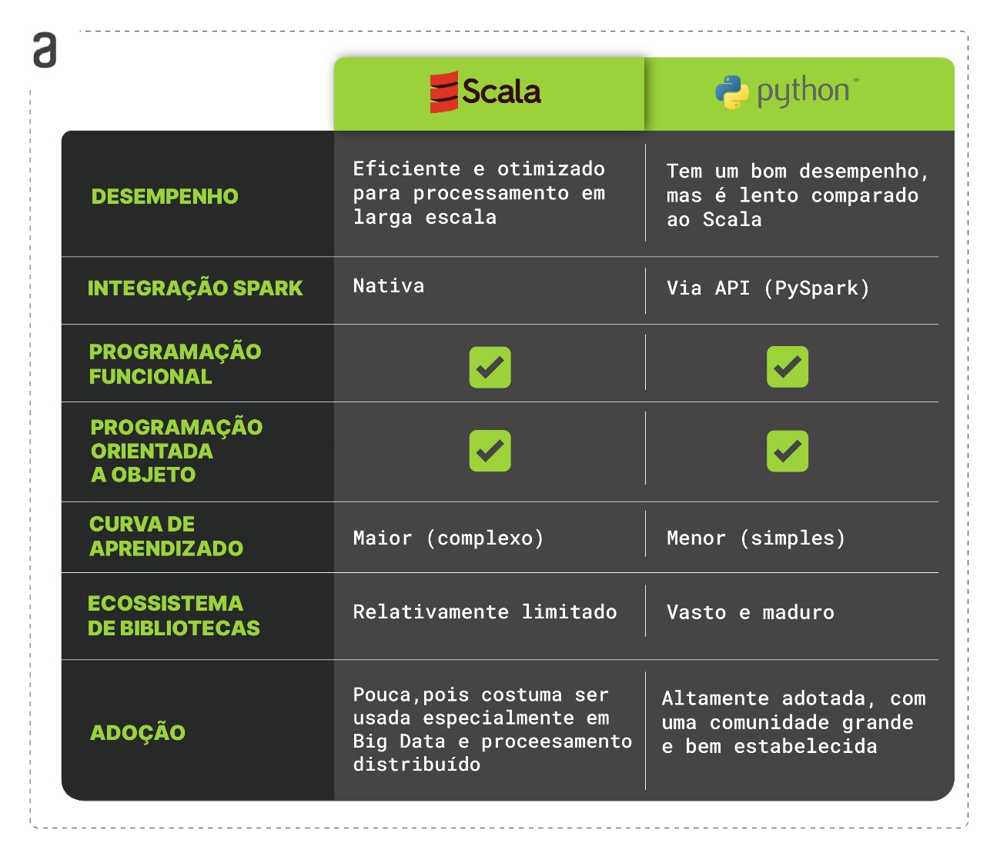 a
Scala
python™
DESEMPENHO
Eficiente e otimizado
para processamento em
larga escala
Tem um bom desempenho,
mas é lento comparado
ao Scala
INTEGRAÇÃO SPARK
Nativa
Via API (PySpark)
PROGRAMAÇÃO
FUNCIONAL
PROGRAMAÇÃO
ORIENTADA
A OBJETO
CURVA DE
APRENDIZADO
Maior (complexo)
Menor (simples)
ECOSSISTEMA
DE BIBLIOTECAS
Relativamente limitado
Vasto e maduro
ADOÇÃO
Pouca,pois costuma ser
usada especialmente em
Big Data e proceesamento
distribuído
Altamente adotada, com
uma comunidade grande
e bem estabelecida